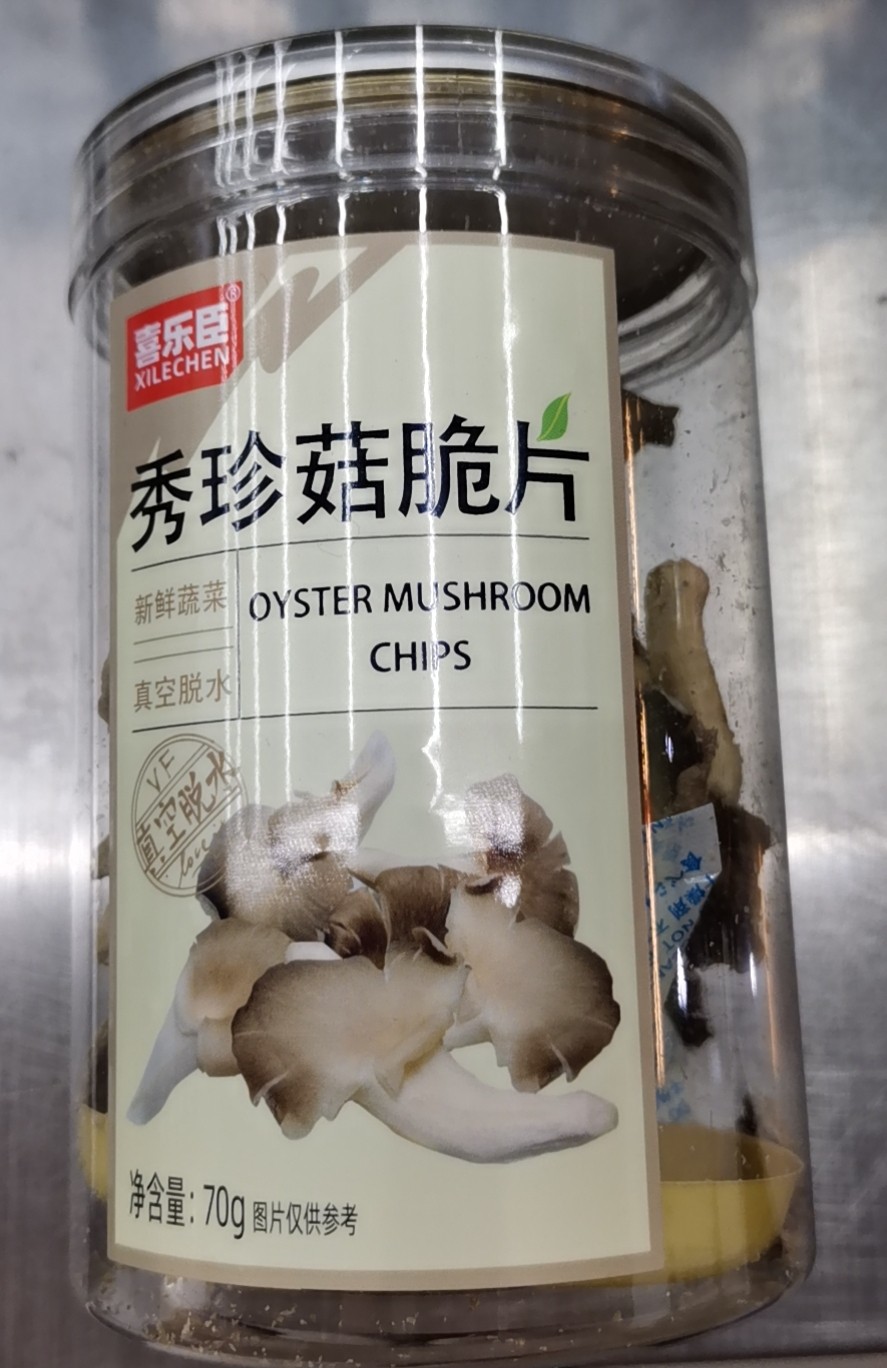 喜乐臣®
XILECHEN
秀珍菇脆片
新鲜蔬菜
真空脱水
OYSTER MUSHROOM
CHIPS
VF
真空脱水
love
净含量：70g 图片仅供参考